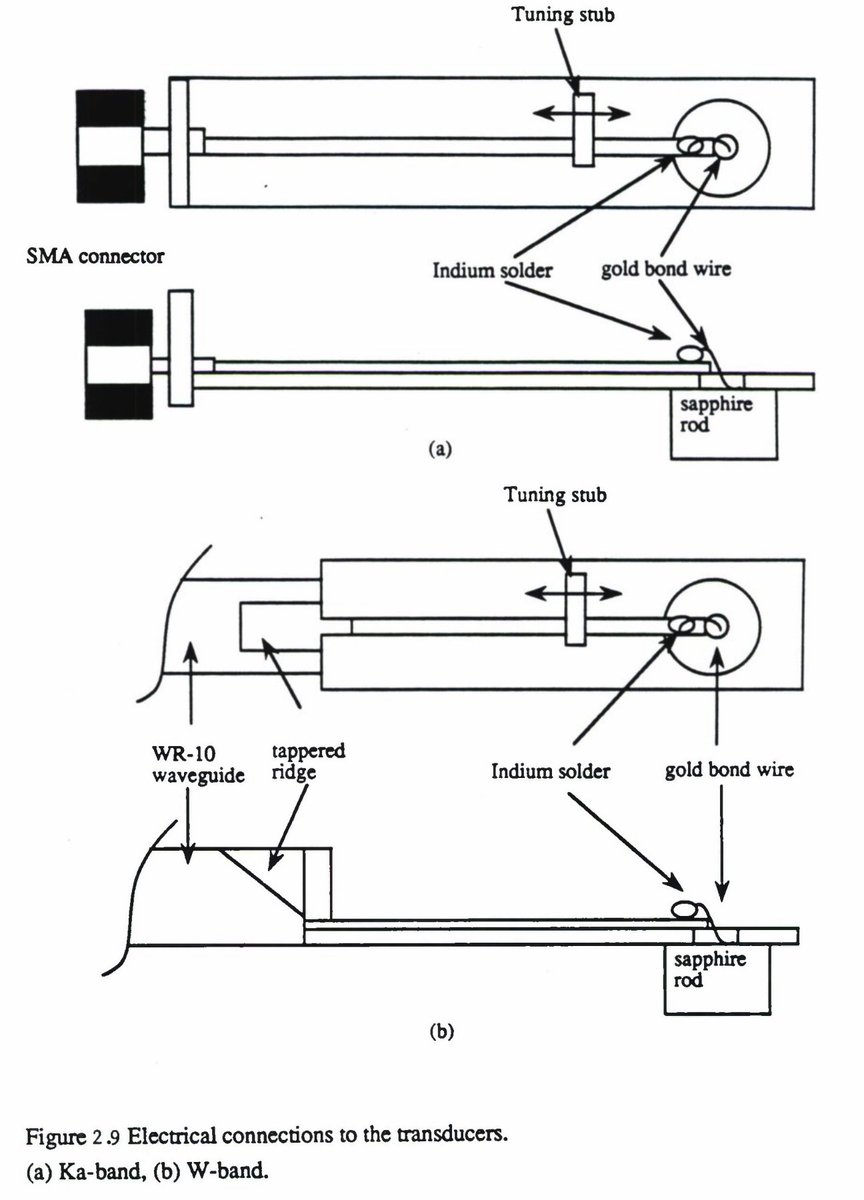 Tuning stub
SMA connector
Indium solder
gold bond wire
sapphire
rod
(a)
Tuning stub
WR-10
waveguide
tappered
ridge
Indium solder
gold bond wire
sapphire
rod
(b)
Figure 2.9 Electrical connections to the transducers.
(a) Ka-band, (b) W-band.